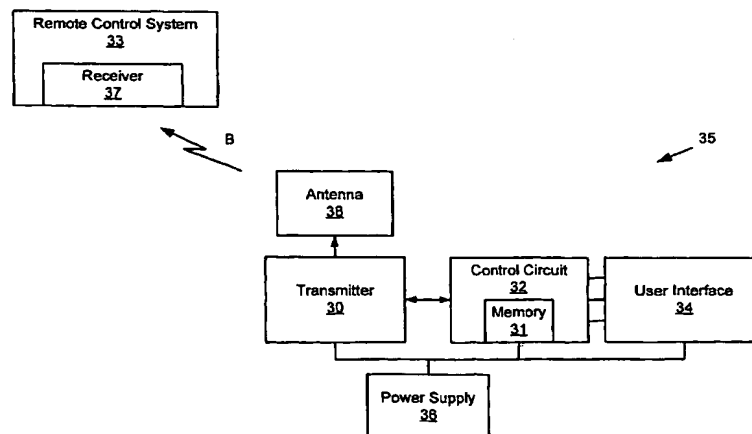 Remote Control System
33
Receiver
37
B
35
Antenna
38
Transmitter
30
Control Circuit
32
Memory
31
User Interface
34
Power Supply
36